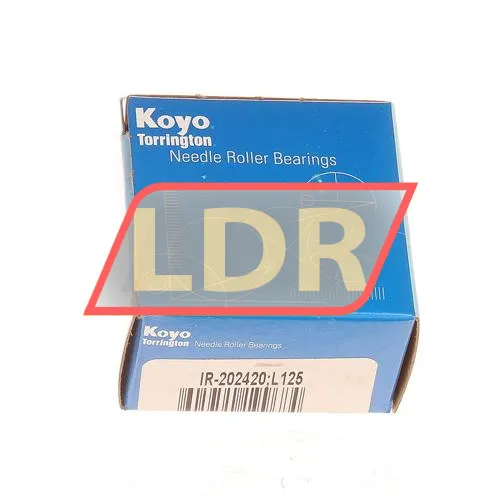 Koyo
Torrington
Needle Roller Bearings
LDR
Koyo
Torrington Needle Roller Bearings
IR-202420;L125